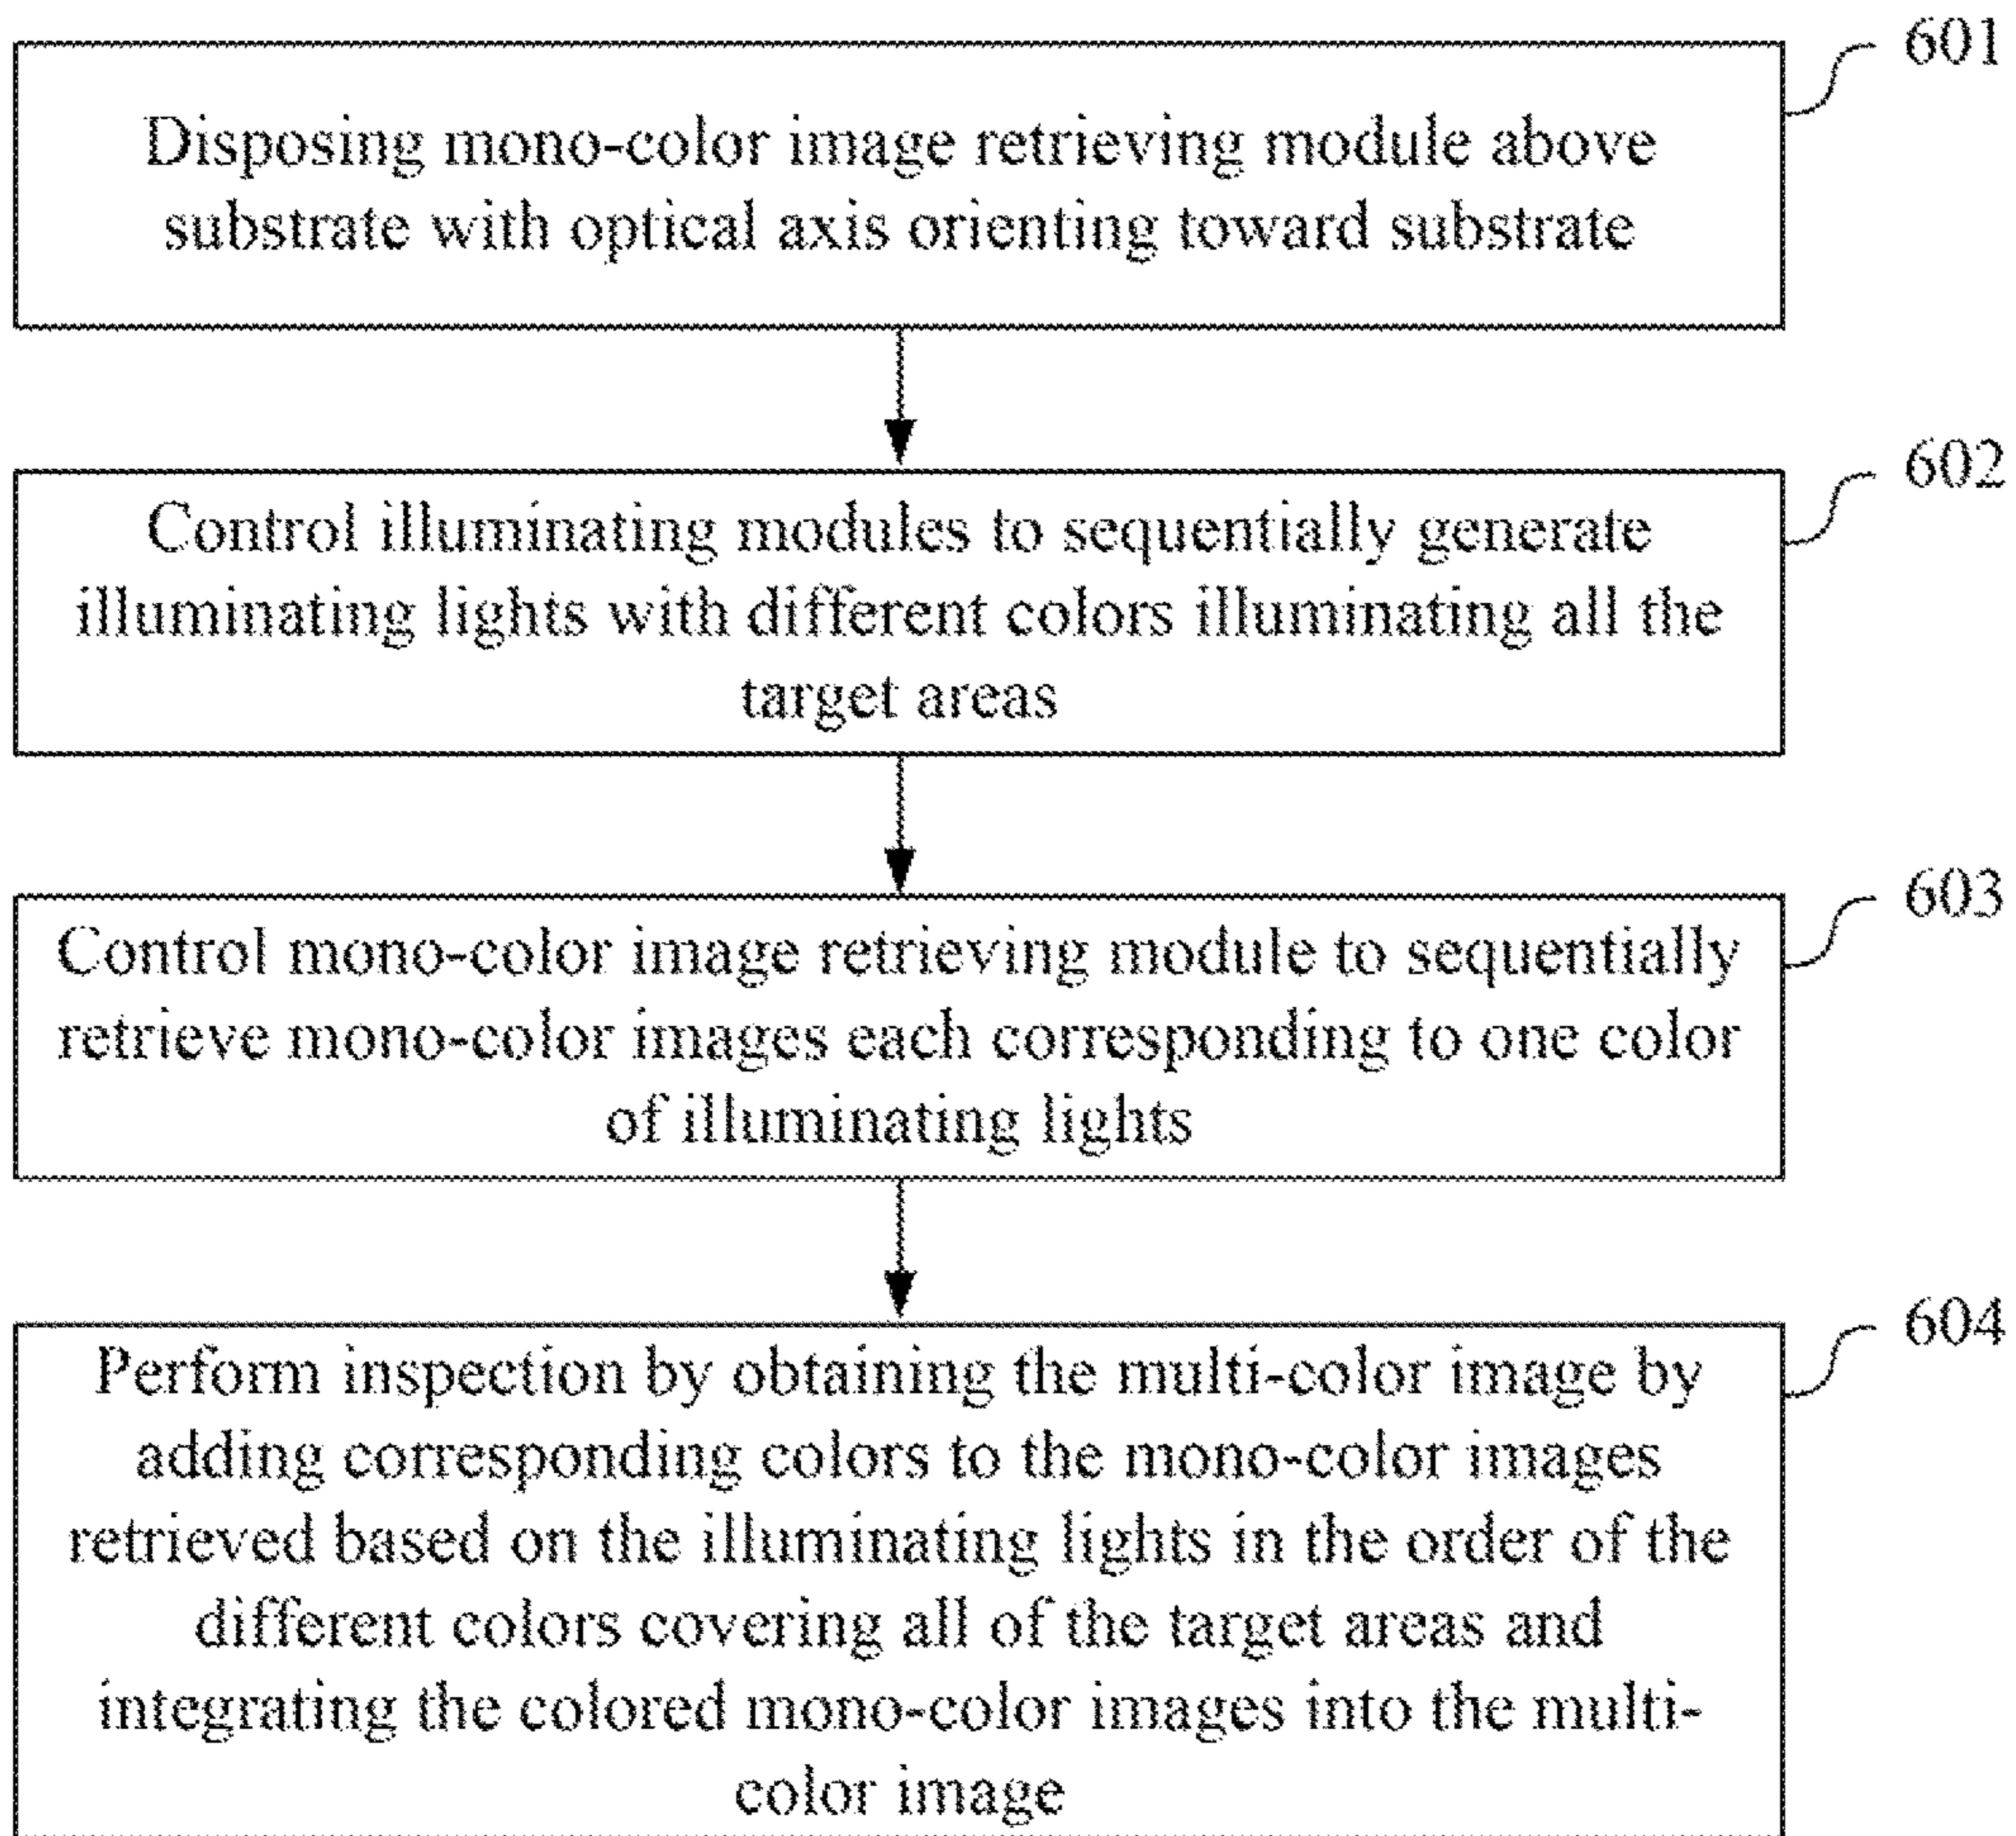 601
Disposing mono-color image retrieving module above
substrate with optical axis orienting toward substrate
602
Control illuminating modules to sequentially generate
illuminating lights with different colors illuminating all the
target areas
603
Control mono-color image retrieving module to sequentially
retrieve mono-color images each corresponding to one color
of illuminating lights
604
Perform inspection by obtaining the multi-color image by
adding corresponding colors to the mono-color images
retrieved based on the illuminating lights in the order of the
different colors covering all of the target areas and
integrating the colored mono-color images into the multi-
color image